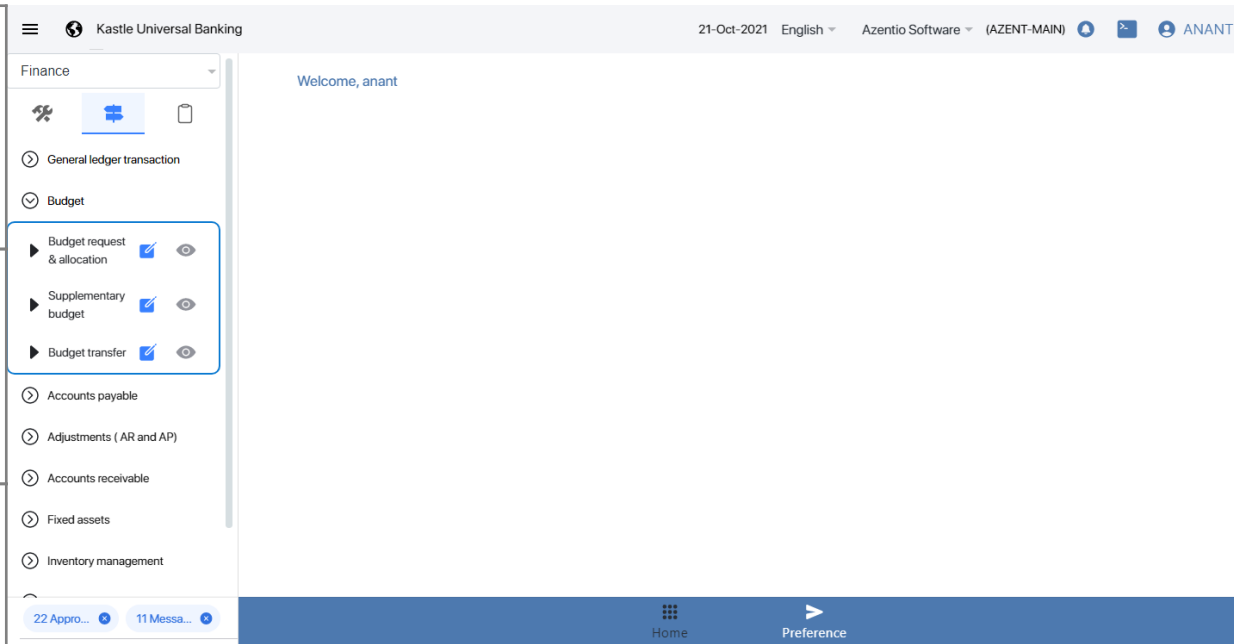 Kastle Universal Banking
21-Oct-2021 English Azentio Software (AZENT-MAIN) ANANT
Finance
Welcome, anant
General ledger transaction
Budget
Budget request
& allocation
Supplementary
budget
Budget transfer
Accounts payable
Adjustments ( AR and AP)
Accounts receivable
Fixed assets
Inventory management
22 Appro... 11 Messa...
Home
Preference